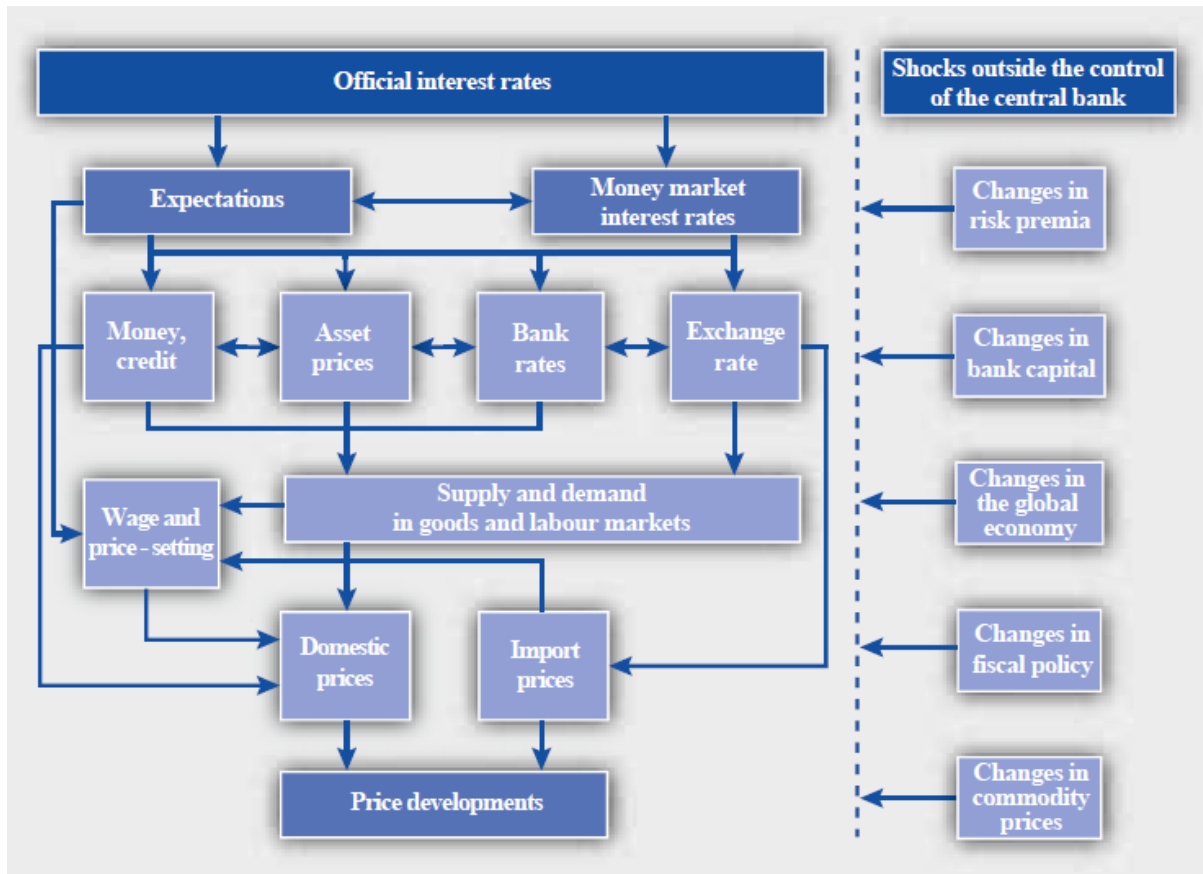 Official interest rates
Shocks outside the control
of the central bank
Expectations
Money market
interest rates
Changes in
risk premia
Money,
credit
Asset
prices
Bank
rates
Exchange
rate
Changes in
bank capital
Supply and demand
in goods and labour markets
Wage and
price - setting
Changes in
the global
economy
Domestic
prices
Import
prices
Changes in
fiscal policy
Price developments
Changes in
commodity
prices